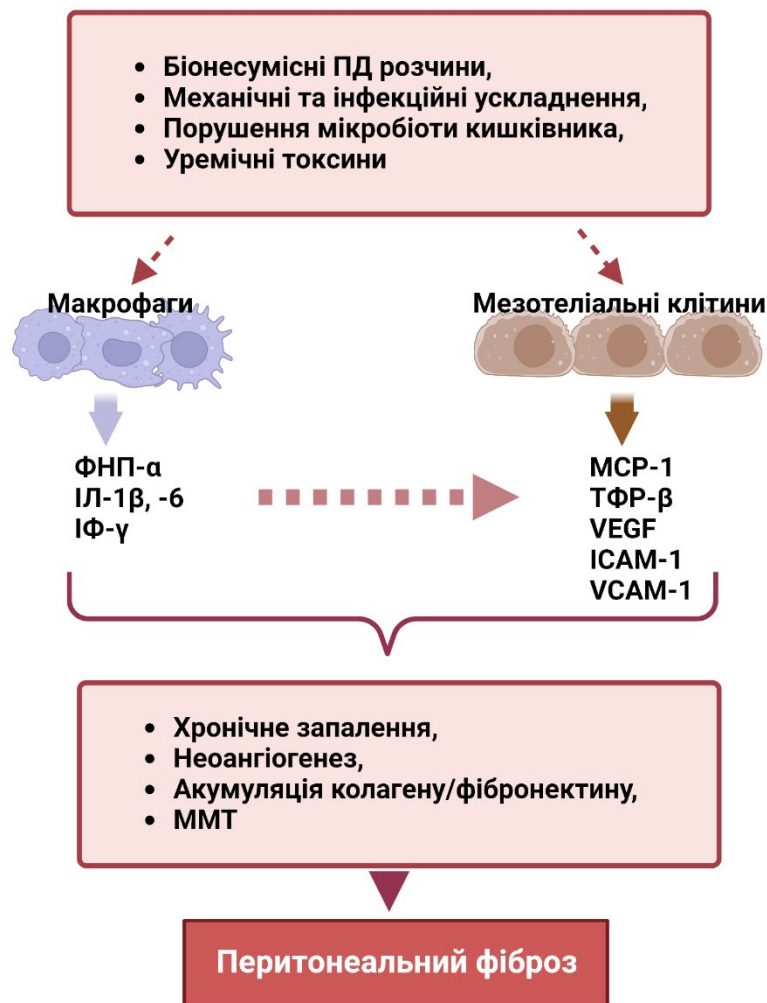 • Біонесумісні ПД розчини,
• Механічні та інфекційні ускладнення,
• Порушення мікробіоти кишківника,
• Уремічні токсини
Макрофаги
Мезотеліальні клітини
ФНП-α
ІЛ-1β, -6
ІФ-γ
MCP-1
ТФР-β
VEGF
ICAM-1
VCAM-1
• Хронічне запалення,
• Неоангіогенез,
• Акумуляція колагену/фібронектину,
• ММТ
Перитонеальний фіброз